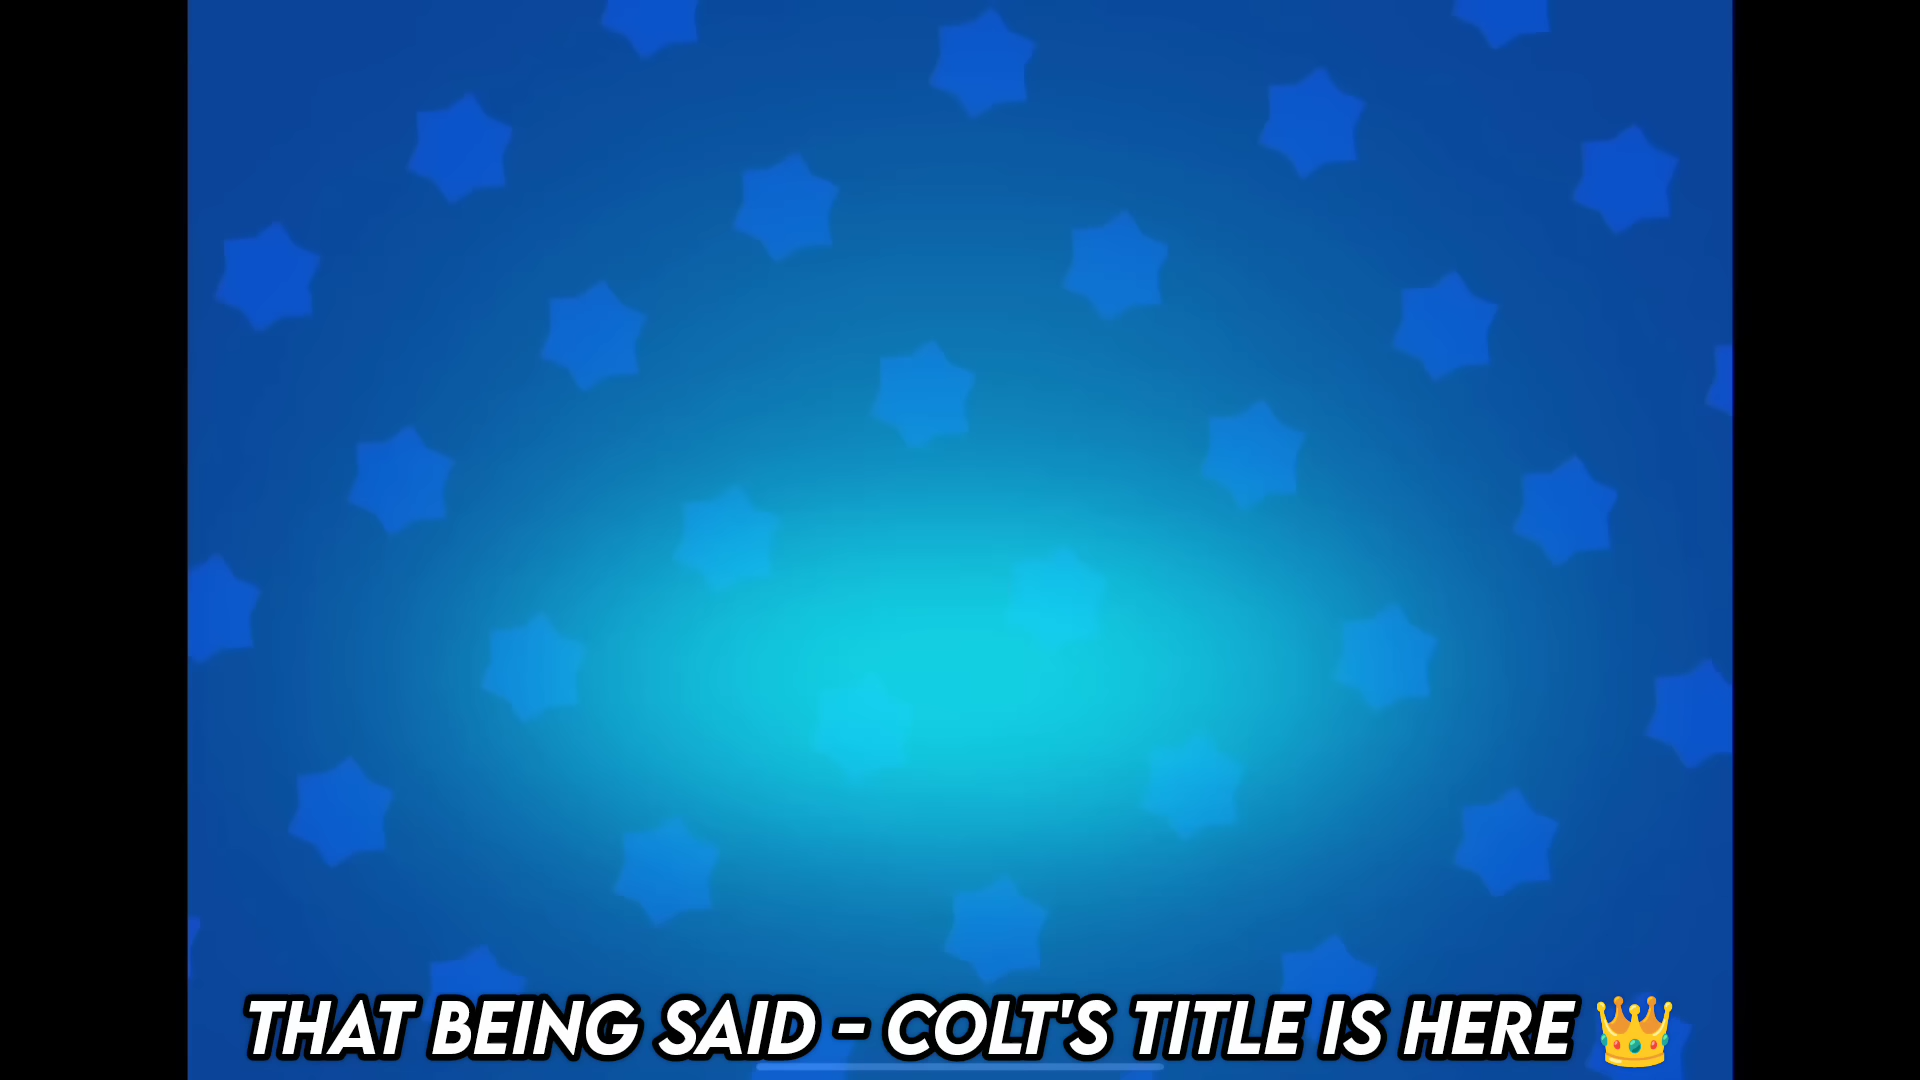 THAT BEING SAID - COLT'S TITLE IS HERE 👑